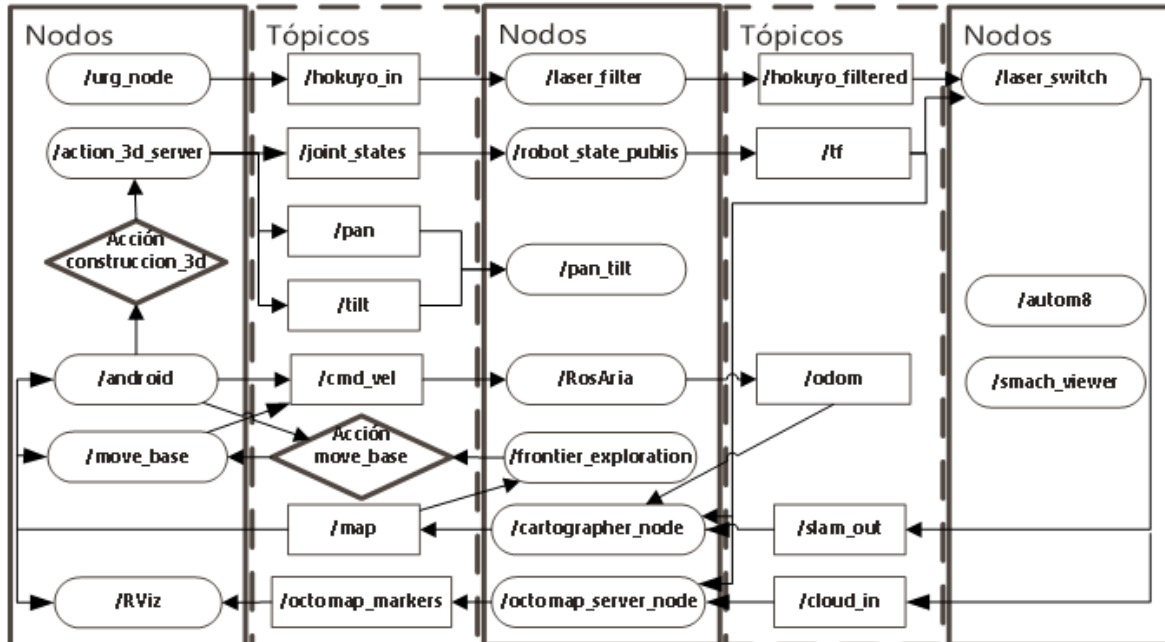 Nodos
Tópicos
Nodos
Tópicos
Nodos
/urg_node
/hokuyo_in
/laser_filter
/hokuyo_filtered
/laser_switch
/action_3d_server
/joint_states
/robot_state_publis
/tf
Acción
construccion_3d
/pan
/tilt
/pan_tilt
/autom8
/android
/cmd_vel
/RosAria
/odom
/smach_viewer
/move_base
Acción
move_base
/frontier_exploration
/map
/cartographer_node
/slam_out
/RViz
/octomap_markers
/octomap_server_node
/cloud_in